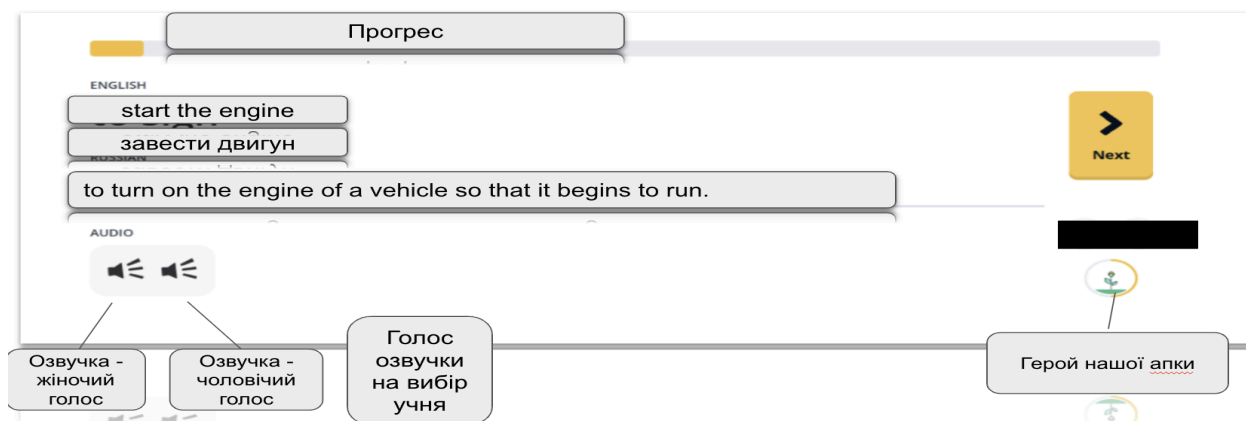 Прогрес
ENGLISH
start the engine
завести двигун
RUSSIAN
to turn on the engine of a vehicle so that it begins to run.
Next
AUDIO
Озвучка -
жіночий
голос
Озвучка -
чоловічий
голос
Голос
озвучки
на вибір
учня
Герой нашої апки